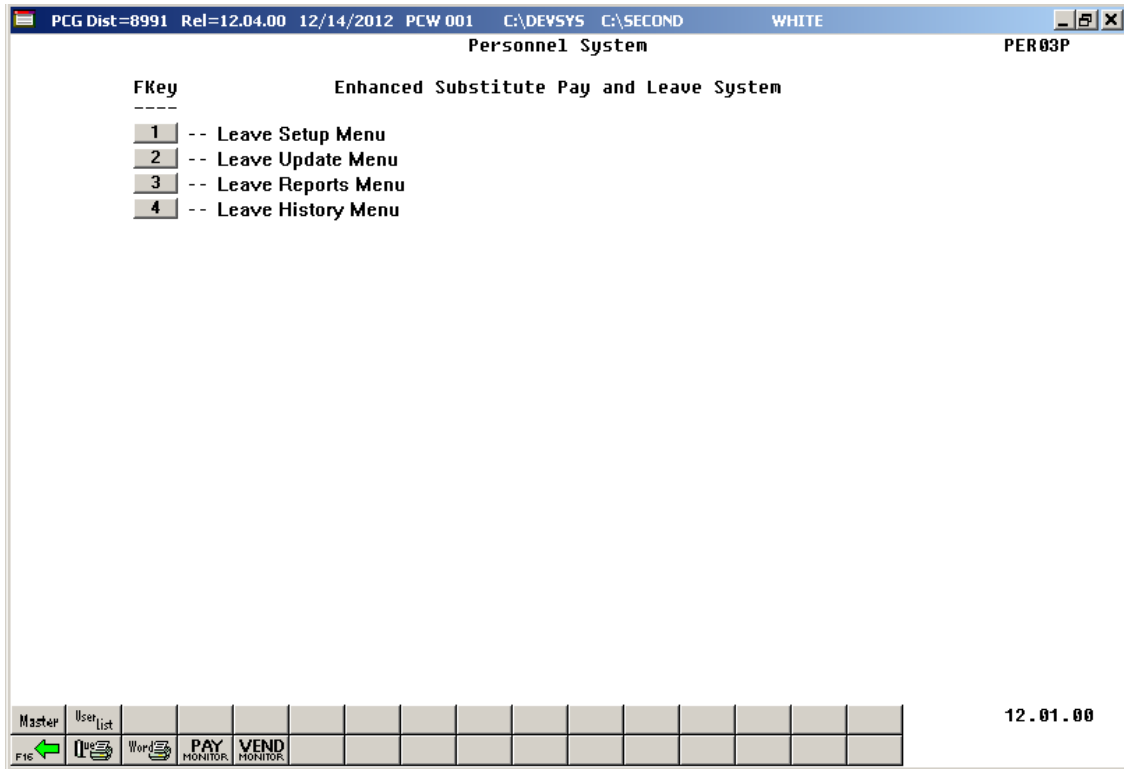 PCG Dist=8991 Rel=12.04.00 12/14/2012 PCW 001 C:\DEVSYS C:\SECOND WHITE
Personnel System PER03P
FKey Enhanced Substitute Pay and Leave System
----
1 -- Leave Setup Menu
2 -- Leave Update Menu
3 -- Leave Reports Menu
4 -- Leave History Menu
Master User List 12.01.00
F16 Que Word PAY MONITOR VEND MONITOR